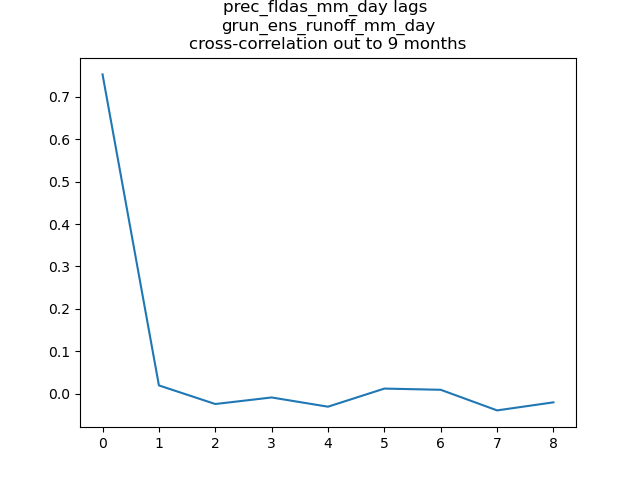 prec_fldas_mm_day lags
grun_ens_runoff_mm_day
cross-correlation out to 9 months
0.7
0.6
0.5
0.4
0.3
0.2
0.1
0.0
0 1 2 3 4 5 6 7 8